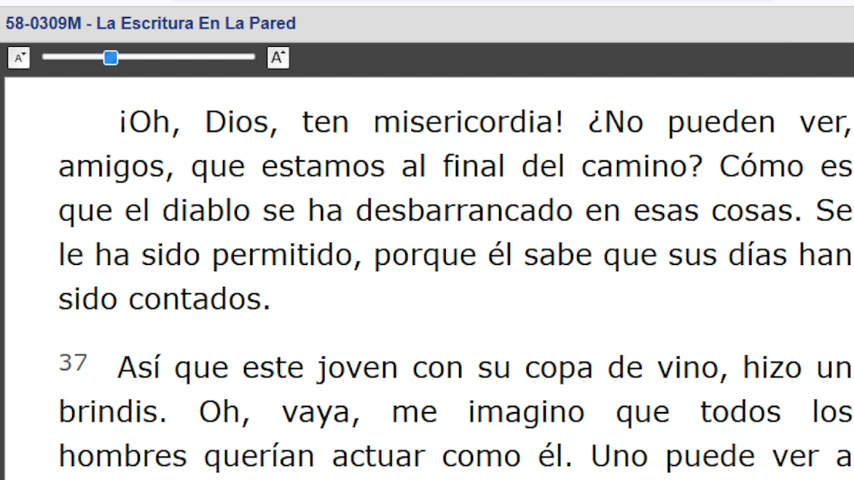 58-0309M - La Escritura En La Pared
A A
¡Oh, Dios, ten misericordia! ¿No pueden ver,
amigos, que estamos al final del camino? Cómo es
que el diablo se ha desbarrancado en esas cosas. Se
le ha sido permitido, porque él sabe que sus días han
sido contados.
37 Así que este joven con su copa de vino, hizo un
brindis. Oh, vaya, me imagino que todos los
hombres querían actuar como él. Uno puede ver a